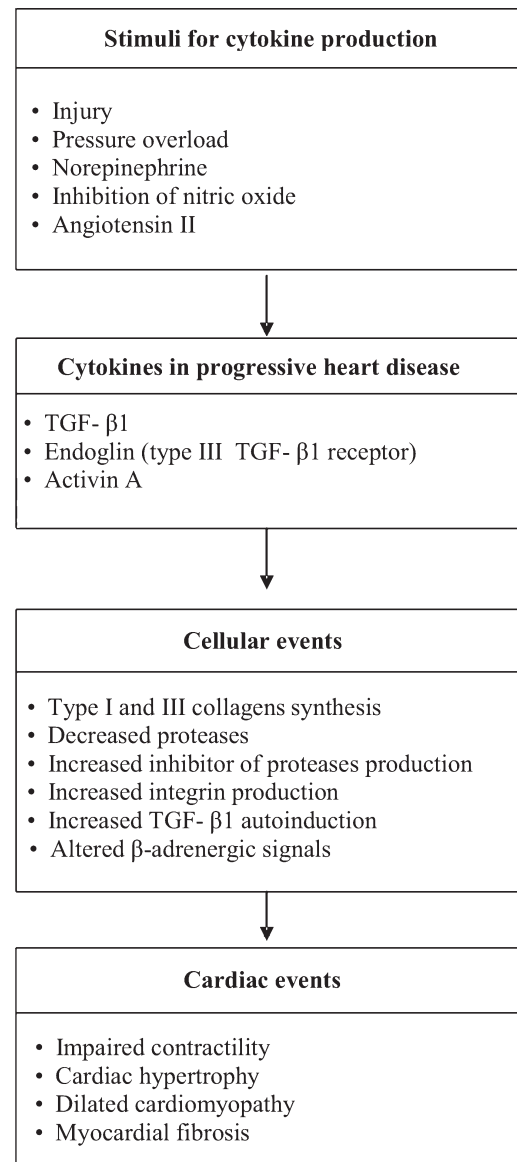 Stimuli for cytokine production
• Injury
• Pressure overload
• Norepinephrine
• Inhibition of nitric oxide
• Angiotensin II
Cytokines in progressive heart disease
• TGF- β1
• Endoglin (type III TGF- β1 receptor)
• Activin A
Cellular events
• Type I and III collagens synthesis
• Decreased proteases
• Increased inhibitor of proteases production
• Increased integrin production
• Increased TGF- β1 autoinduction
• Altered β-adrenergic signals
Cardiac events
• Impaired contractility
• Cardiac hypertrophy
• Dilated cardiomyopathy
• Myocardial fibrosis